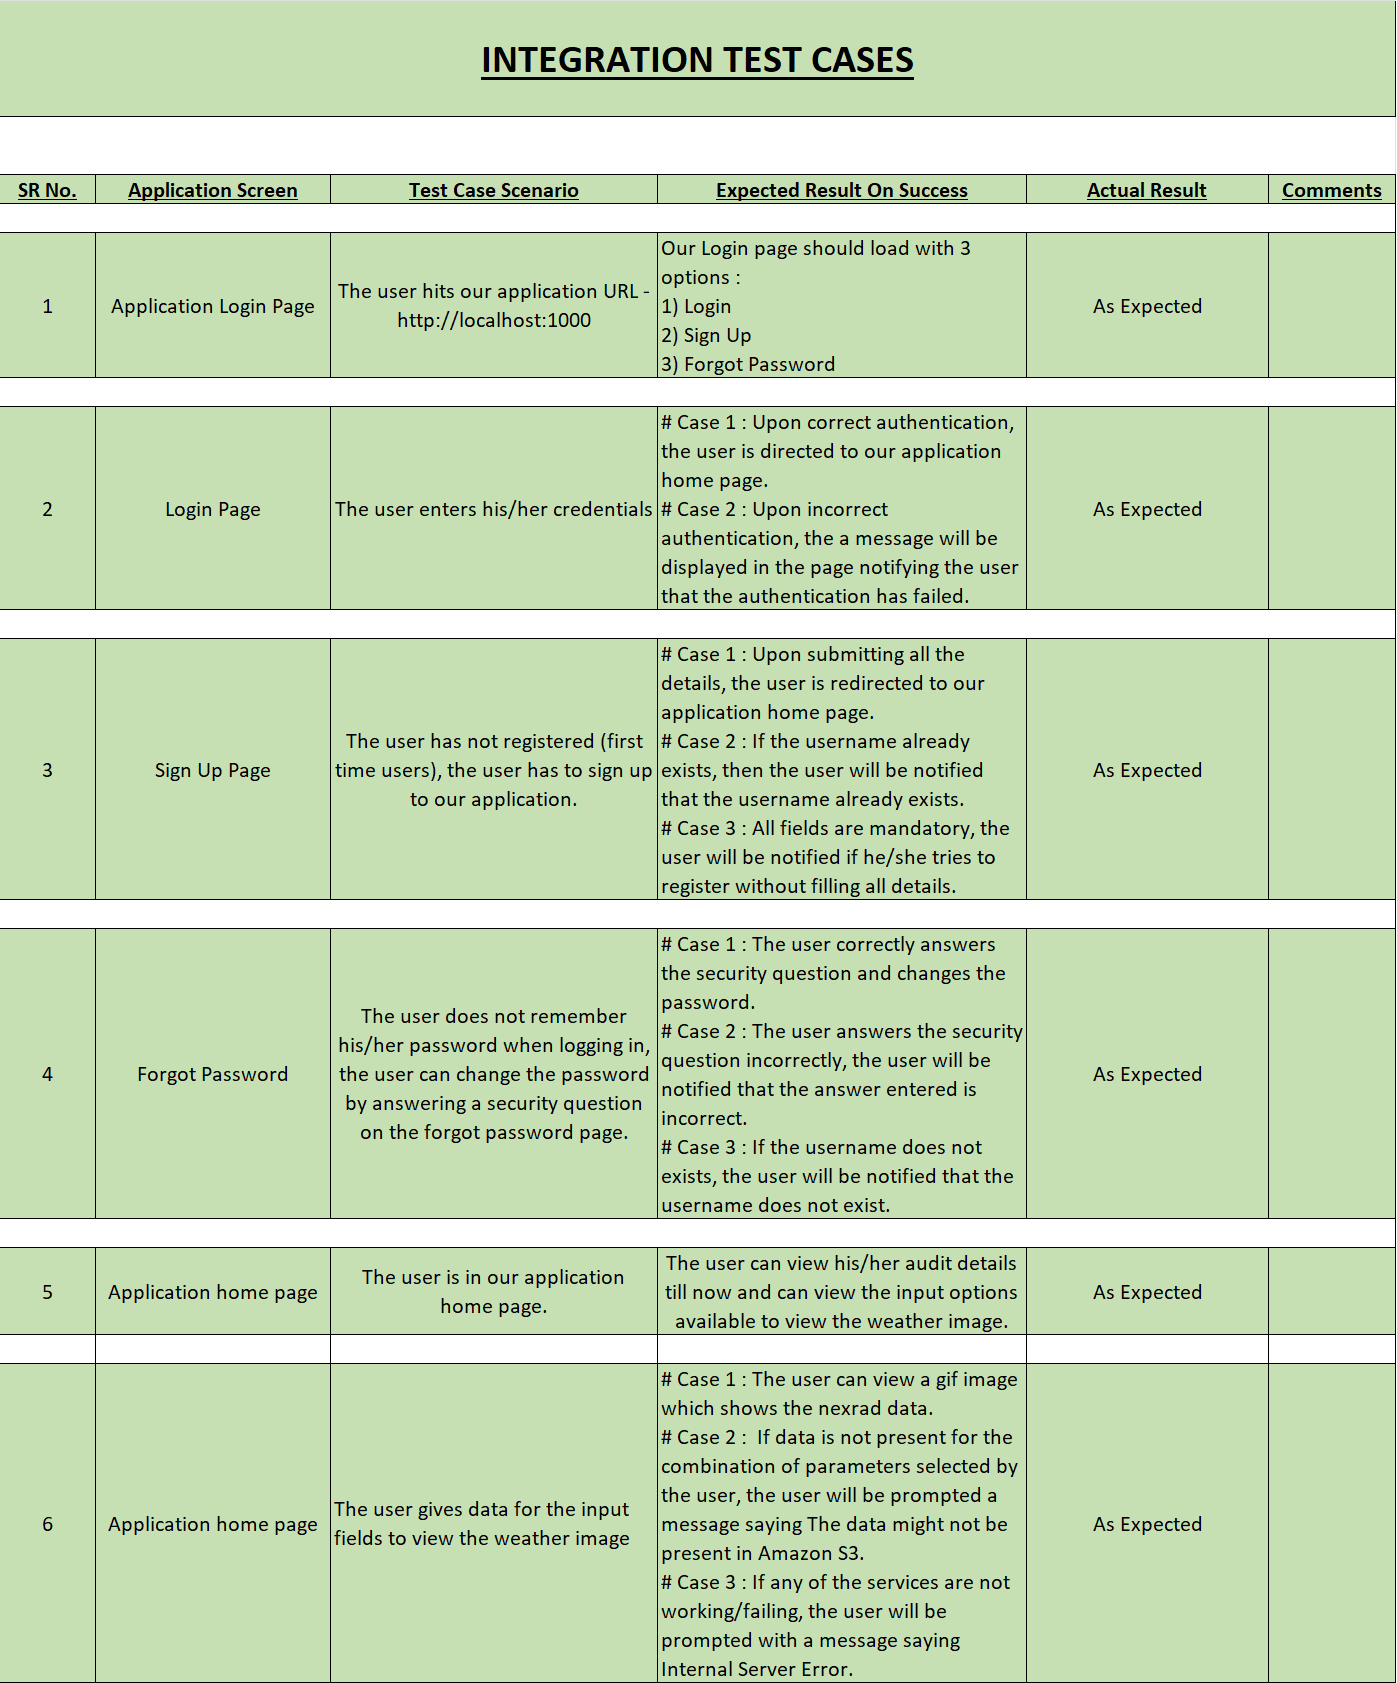 INTEGRATION TEST CASES
SR No. Application Screen Test Case Scenario Expected Result On Success Actual Result Comments
1
Application Login Page
The user hits our application URL -
http://localhost:1000
Our Login page should load with 3
options :
1) Login
2) Sign Up
3) Forgot Password
As Expected
2
Login Page
The user enters his/her credentials
# Case 1 : Upon correct authentication,
the user is directed to our application
home page.
# Case 2 : Upon incorrect
authentication, the a message will be
displayed in the page notifying the user
that the authentication has failed.
As Expected
3
Sign Up Page
The user has not registered (first
time users), the user has to sign up
to our application.
# Case 1 : Upon submitting all the
details, the user is redirected to our
application home page.
# Case 2 : If the username already
exists, then the user will be notified
that the username already exists.
# Case 3 : All fields are mandatory, the
user will be notified if he/she tries to
register without filling all details.
As Expected
4
Forgot Password
The user does not remember
his/her password when logging in,
the user can change the password
by answering a security question
on the forgot password page.
# Case 1 : The user correctly answers
the security question and changes the
password.
# Case 2 : The user answers the security
question incorrectly, the user will be
notified that the answer entered is
incorrect.
# Case 3 : If the username does not
exists, the user will be notified that the
username does not exist.
As Expected
5
Application home page
The user is in our application
home page.
The user can view his/her audit details
till now and can view the input options
available to view the weather image.
As Expected
6
Application home page
The user gives data for the input
fields to view the weather image
# Case 1 : The user can view a gif image
which shows the nexrad data.
# Case 2 :  If data is not present for the
combination of parameters selected by
the user, the user will be prompted a
message saying The data might not be
present in Amazon S3.
# Case 3 : If any of the services are not
working/failing, the user will be
prompted with a message saying
Internal Server Error.
As Expected